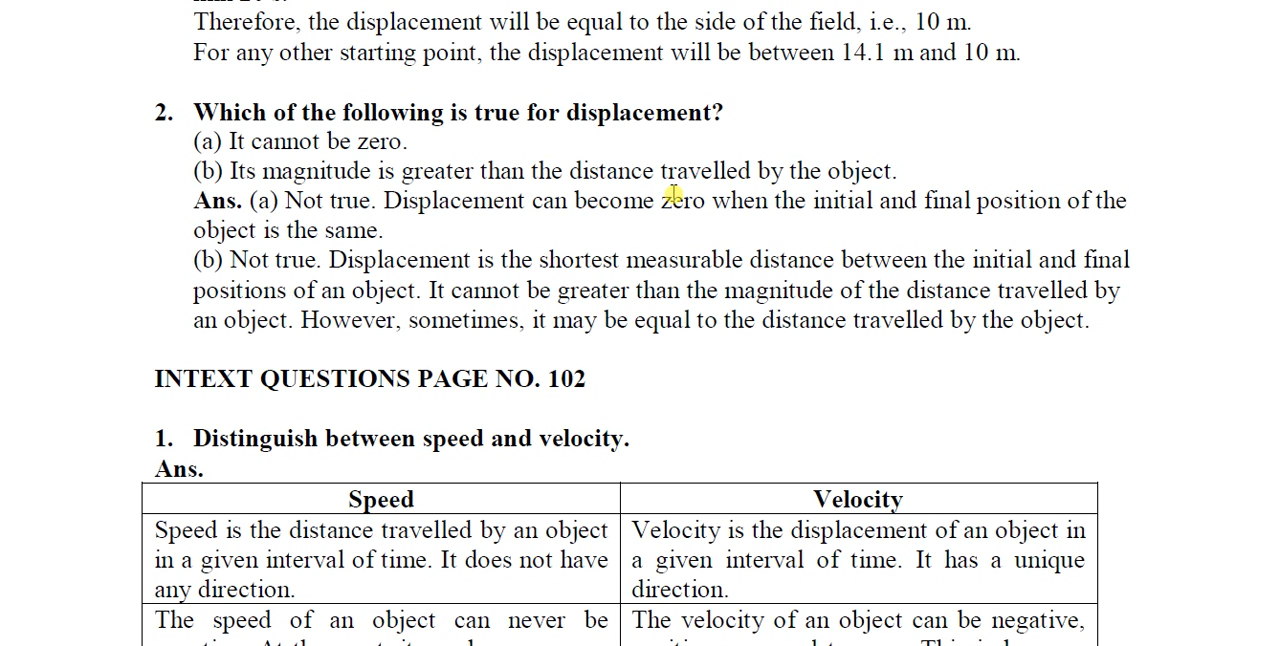 Therefore, the displacement will be equal to the side of the field, i.e., 10 m.
For any other starting point, the displacement will be between 14.1 m and 10 m.
2. Which of the following is true for displacement?
(a) It cannot be zero.
(b) Its magnitude is greater than the distance travelled by the object.
Ans. (a) Not true. Displacement can become zero when the initial and final position of the
object is the same.
(b) Not true. Displacement is the shortest measurable distance between the initial and final
positions of an object. It cannot be greater than the magnitude of the distance travelled by
an object. However, sometimes, it may be equal to the distance travelled by the object.
INTEXT QUESTIONS PAGE NO. 102
1. Distinguish between speed and velocity.
Ans.
Speed
Speed is the distance travelled by an object
in a given interval of time. It does not have
any direction.
The speed of an object can never be
Velocity
Velocity is the displacement of an object in
a given interval of time. It has a unique
direction.
The velocity of an object can be negative,